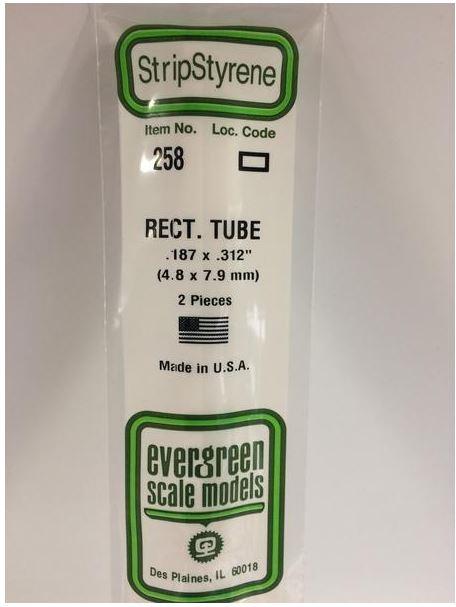 StripStyrene
Item No. Loc. Code
258
RECT. TUBE
.187 x .312"
(4.8 x 7.9 mm)
2 Pieces
Made in U.S.A.
evergreen
scale models
Des Plaines, IL 60018